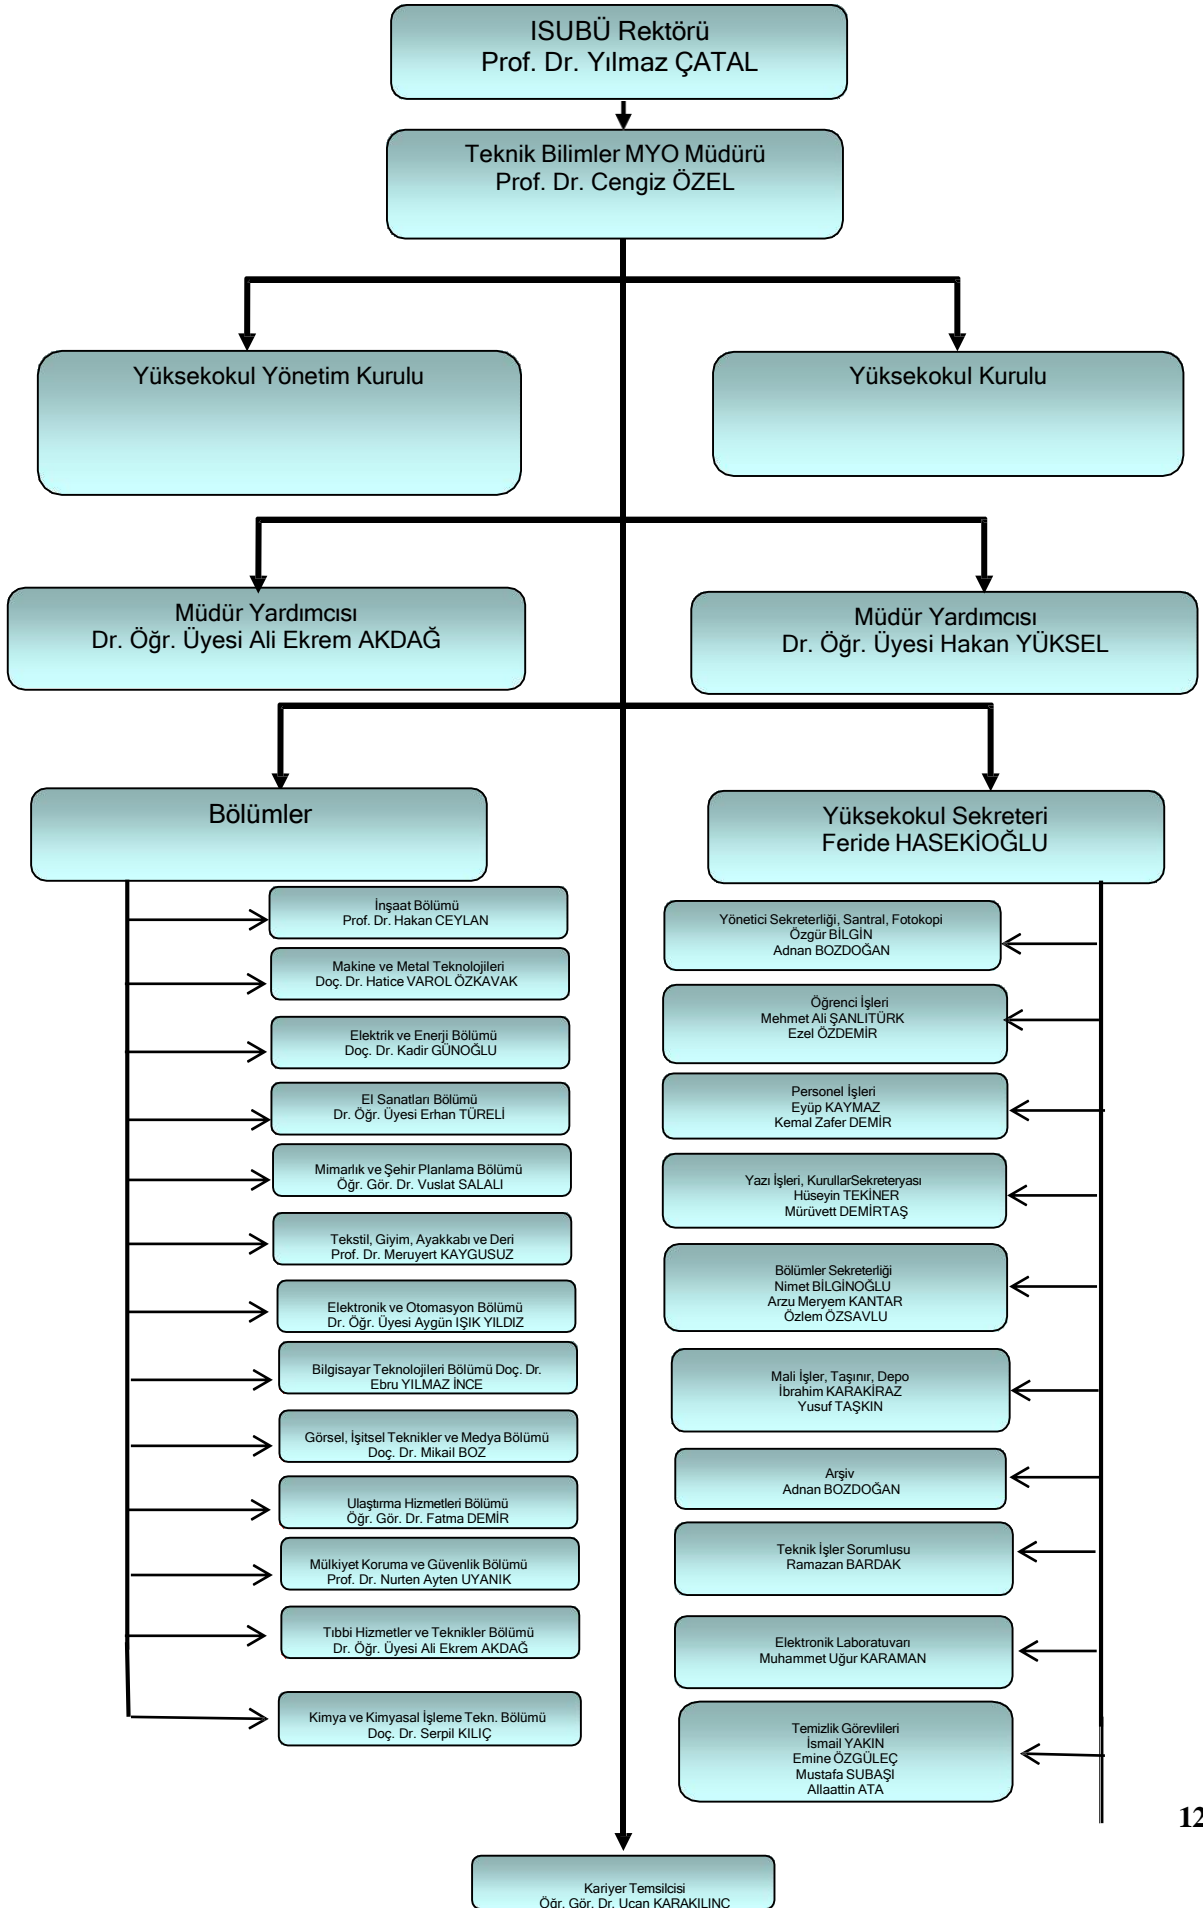 ISUBÜ Rektörü
Prof. Dr. Yılmaz ÇATAL
Teknik Bilimler MYO Müdürü
Prof. Dr. Cengiz ÖZEL
Yüksekokul Yönetim Kurulu
Yüksekokul Kurulu
Müdür Yardımcısı
Dr. Öğr. Üyesi Ali Ekrem AKDAĞ
Müdür Yardımcısı
Dr. Öğr. Üyesi Hakan YÜKSEL
Bölümler
İnşaat Bölümü
Prof. Dr. Hakan CEYLAN
Makine ve Metal Teknolojileri
Doç. Dr. Hatice VAROL ÖZKAVAK
Elektrik ve Enerji Bölümü
Doç. Dr. Kadir GÜNOĞLU
El Sanatları Bölümü
Dr. Öğr. Üyesi Erhan TÜRELİ
Mimarlık ve Şehir Planlama Bölümü
Öğr. Gör. Dr. Vuslat SALALI
Tekstil, Giyim, Ayakkabı ve Deri
Prof. Dr. Meruyert KAYGUSUZ
Elektronik ve Otomasyon Bölümü
Dr. Öğr. Üyesi Aygün IŞIK YILDIZ
Bilgisayar Teknolojileri Bölümü Doç. Dr.
Ebru YILMAZ İNCE
Görsel, İşitsel Teknikler ve Medya Bölümü
Doç. Dr. Mikail BOZ
Ulaştırma Hizmetleri Bölümü
Öğr. Gör. Dr. Fatma DEMİR
Mülkiyet Koruma ve Güvenlik Bölümü
Prof. Dr. Nurten Ayten UYANIK
Tıbbi Hizmetler ve Teknikler Bölümü
Dr. Öğr. Üyesi Ali Ekrem AKDAĞ
Kimya ve Kimyasal İşleme Tekn. Bölümü
Doç. Dr. Serpil KILIÇ
Yüksekokul Sekreteri
Feride HASEKİOĞLU
Yönetici Sekreterliği, Santral, Fotokopi
Özgür BİLGİN
Adnan BOZDOĞAN
Öğrenci İşleri
Mehmet Ali ŞANLITÜRK
Ezel ÖZDEMİR
Personel İşleri
Eyüp KAYMAZ
Kemal Zafer DEMİR
Yazı İşleri, KurullarSekreteryası
Hüseyin TEKİNER
Mürüvett DEMİRTAŞ
Bölümler Sekreterliği
Nimet BİLGİNOĞLU
Arzu Meryem KANTAR
Özlem ÖZSAVLU
Mali İşler, Taşınır, Depo
İbrahim KARAKİRAZ
Yusuf TAŞKIN
Arşiv
Adnan BOZDOĞAN
Teknik İşler Sorumlusu
Ramazan BARDAK
Elektronik Laboratuvarı
Muhammet Uğur KARAMAN
Temizlik Görevlileri
İsmail YAKIN
Emine ÖZGÜLEÇ
Mustafa SUBAŞI
Allaattin ATA
12
Kariyer Temsilcisi
Öğr. Gör. Dr. Uçan KARAKILINÇ